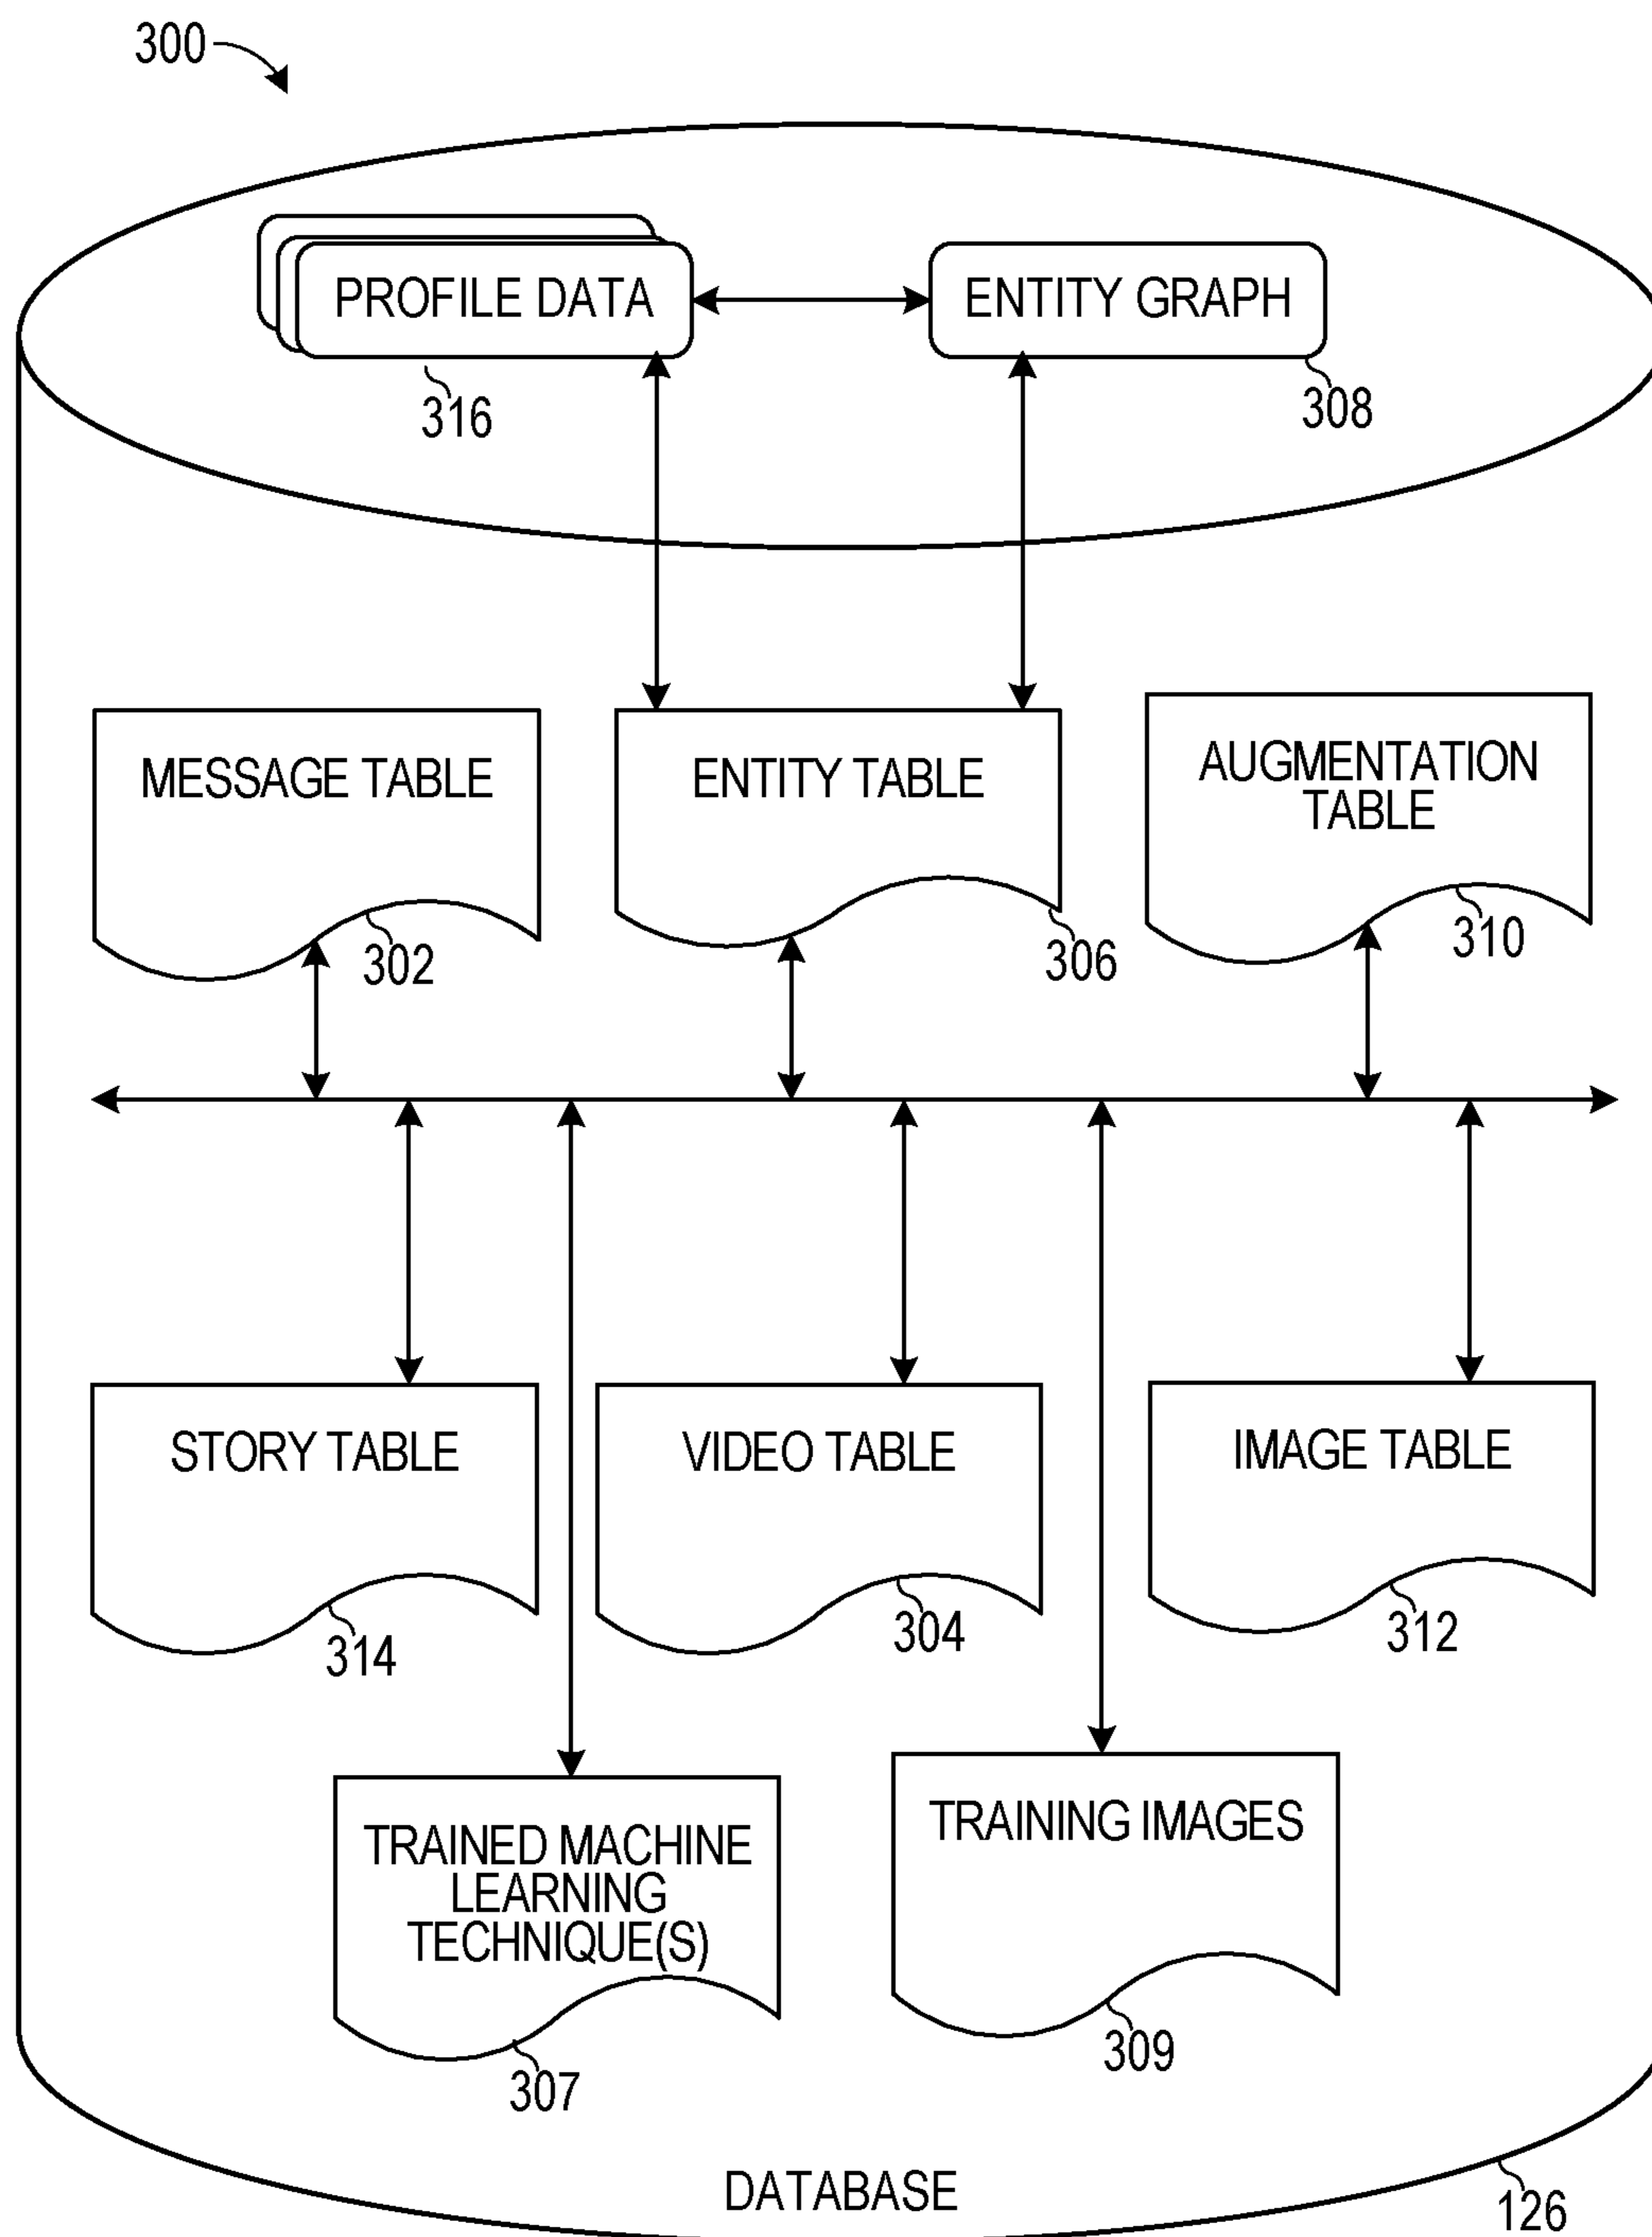 300
PROFILE DATA
ENTITY GRAPH
316
308
MESSAGE TABLE
ENTITY TABLE
AUGMENTATION
TABLE
302
306
310
STORY TABLE
VIDEO TABLE
IMAGE TABLE
314
304
312
TRAINED MACHINE
LEARNING
TECHNIQUE(S)
TRAINING IMAGES
307
309
DATABASE
126